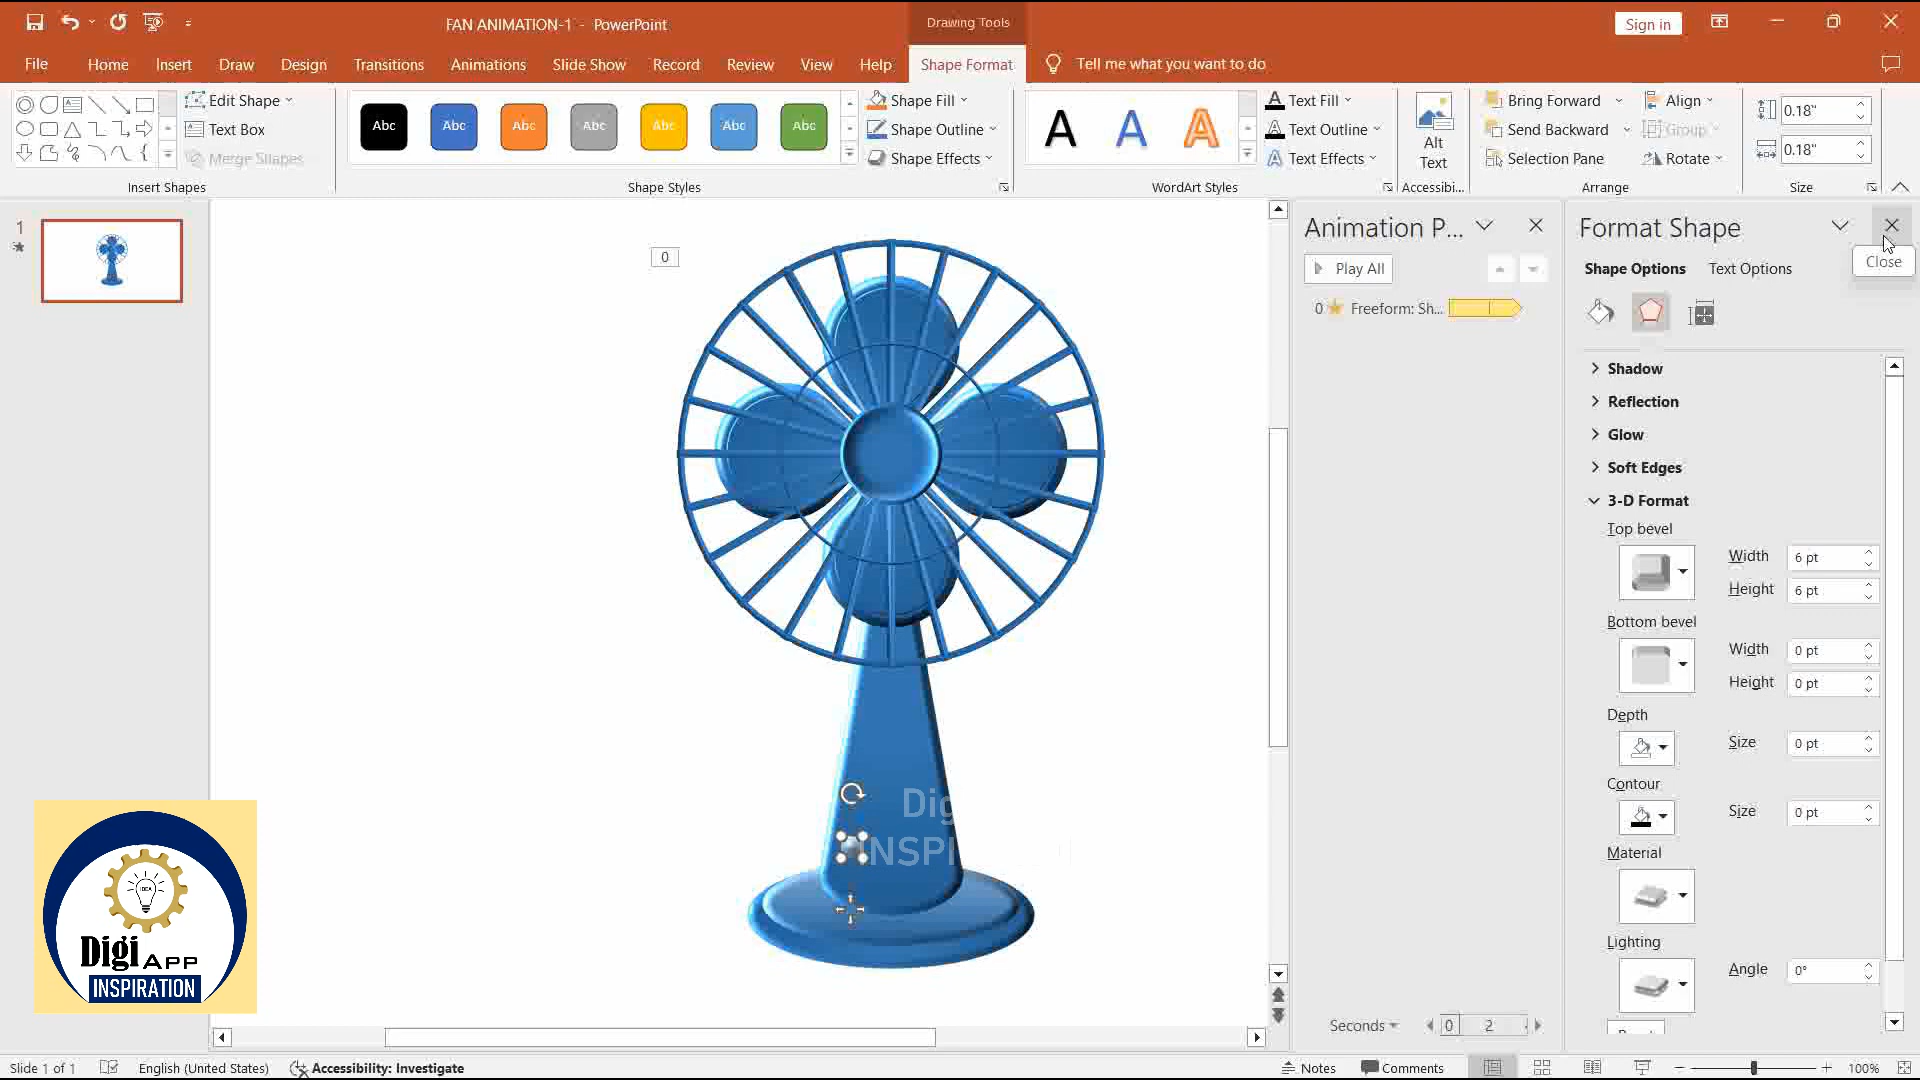 FAN ANIMATION-1 - PowerPoint
Drawing Tools
Sign in
File Home Insert Draw Design Transitions Animations Slide Show Record Review View Help Shape Format Tell me what you want to do
Edit Shape
Text Box
Merge Shapes
Insert Shapes
Abc Abc Abc Abc Abc Abc Abc
Shape Styles
Shape Fill
Shape Outline
Shape Effects
A A A
WordArt Styles
Text Fill
Text Outline
Text Effects
Alt
Text
Accessibi...
Bring Forward
Send Backward
Selection Pane
Align
Group
Rotate
Arrange
0.18"
0.18"
Size
1
0
Animation P...
Play All
0 Freeform: Sh...
Seconds 0 2
Format Shape
Close
Shape Options Text Options
Shadow
Reflection
Glow
Soft Edges
3-D Format
Top bevel
Width 6 pt
Height 6 pt
Bottom bevel
Width 0 pt
Height 0 pt
Depth
Size 0 pt
Contour
Size 0 pt
Material
Lighting
Angle 0°
Dig
INSPI
IDEA
Digi APP
INSPIRATION
Slide 1 of 1 English (United States) Accessibility: Investigate Notes Comments 100%